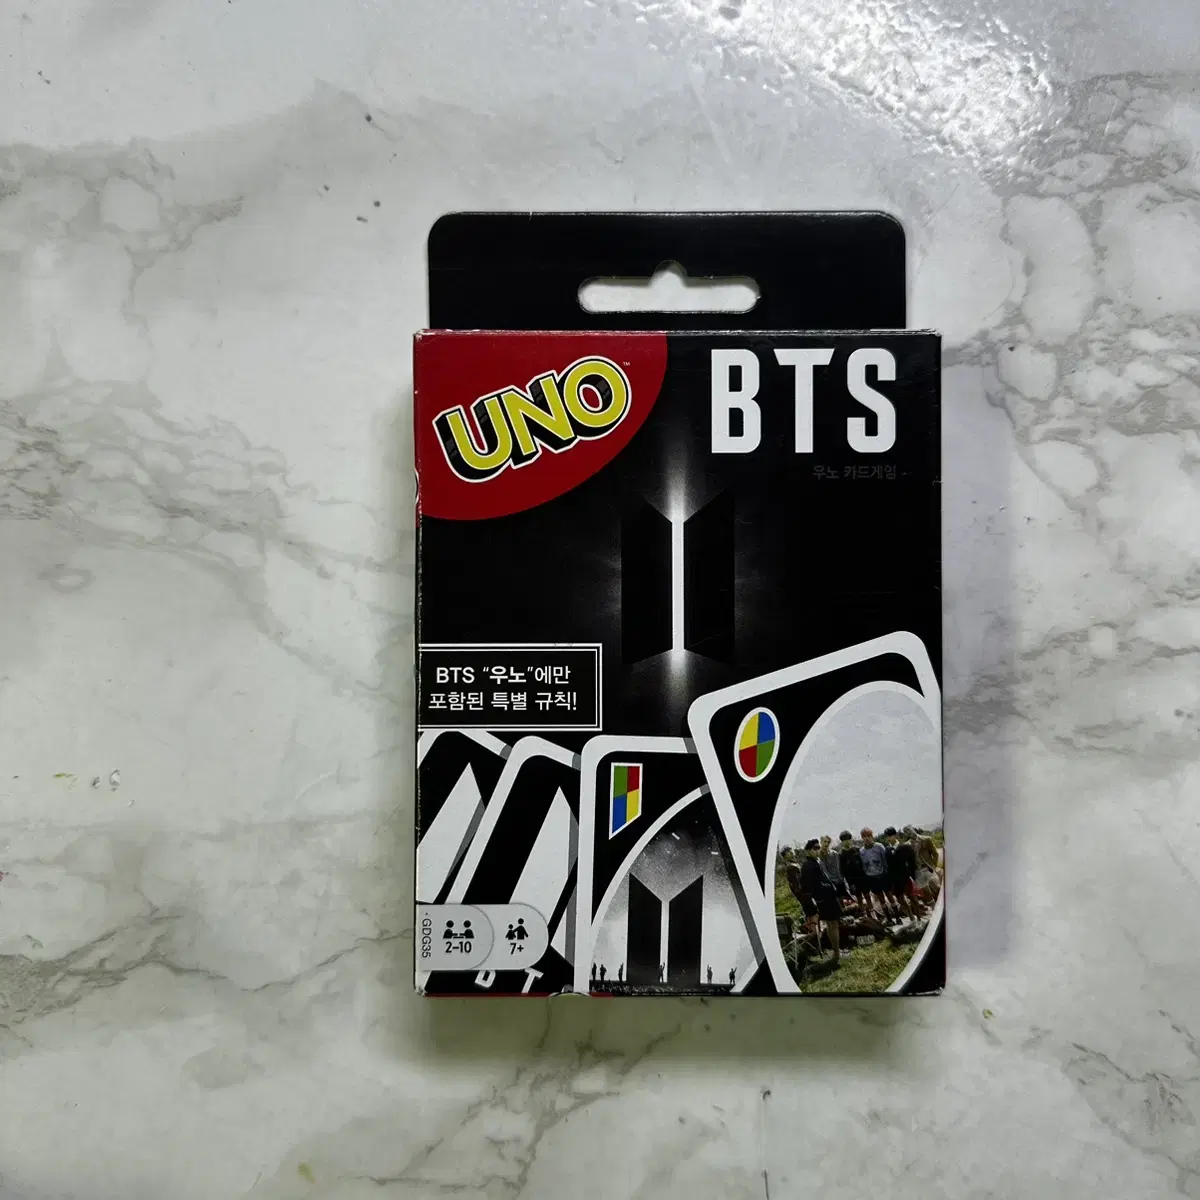 UNO™
BTS
우노 카드게임
BTS “우노”에만
포함된 특별 규칙!
GDG35
2-10
7+
B T